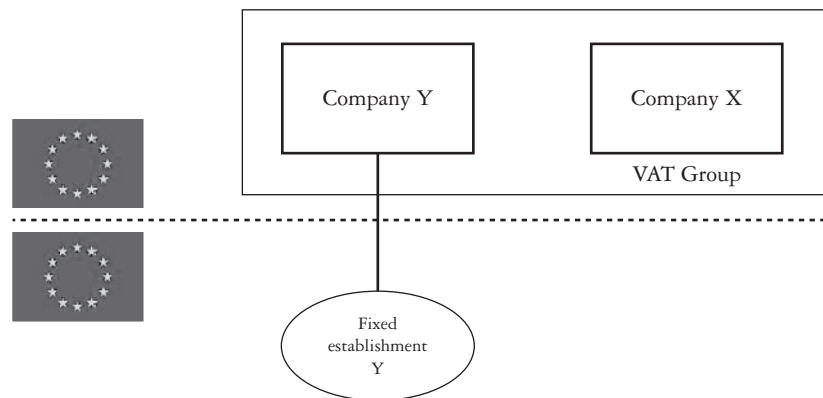 Company Y
Company X
VAT Group
Fixed
establishment
Y